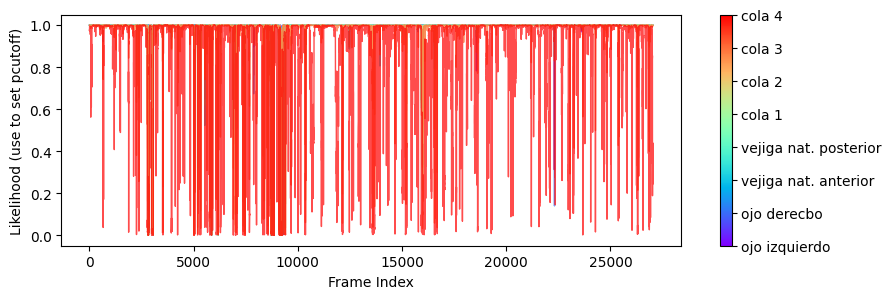 Likelihood (use to set pcutoff)
1.0
0.8
0.6
0.4
0.2
0.0
0
5000
10000
15000
20000
25000
Frame Index
cola 4
cola 3
cola 2
cola 1
vejiga nat. posterior
vejiga nat. anterior
ojo derecbo
ojo izquierdo